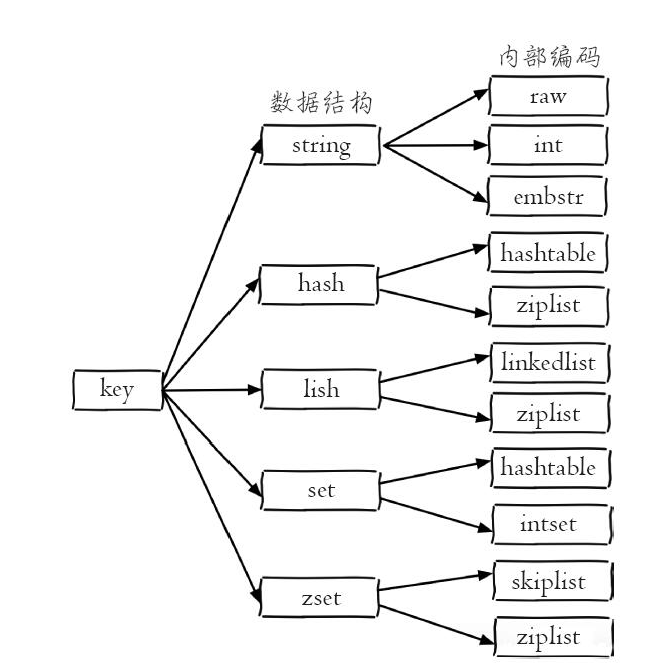 内部编码
数据结构
raw
string
int
embstr
hashtable
hash
ziplist
linkedlist
key
lish
ziplist
hashtable
set
intset
skiplist
zset
ziplist